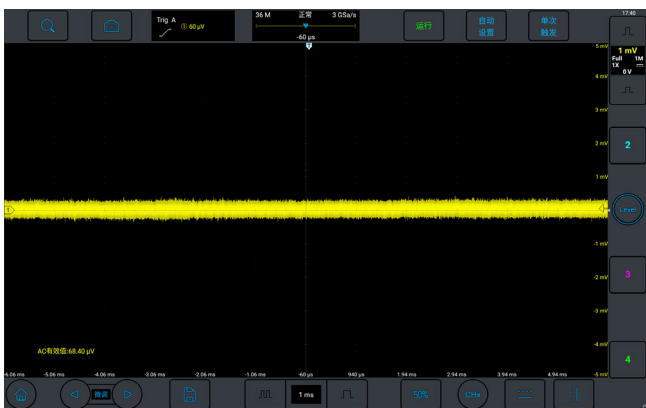 Trig A
① 60 μV
36 M 正常 3 GSa/s
-60 μs
运行
自动
设置
单次
触发
17:40
T
5 mV
1 mV
Full 1M
1X
0 V
4 mV
3 mV
2 mV
2
1 mV
1
Level
-1 mV
-2 mV
3
-3 mV
-4 mV
AC有效值:68.40 μV
4
-6.06 ms -5.06 ms -4.06 ms -3.06 ms -2.06 ms -1.06 ms -60 μs 940 μs 1.94 ms 2.94 ms 3.94 ms 4.94 ms -5 mV
微调
1 ms
50%
CHx